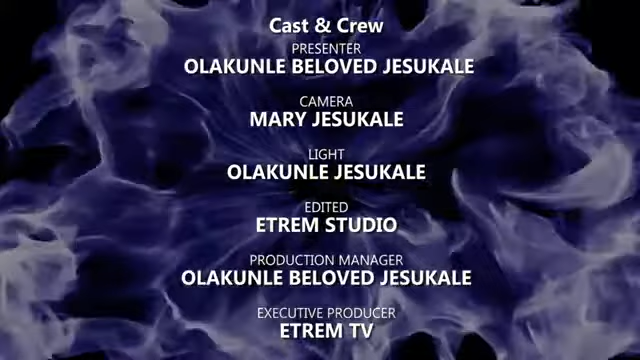 Cast & Crew
PRESENTER
OLAKUNLE BELOVED JESUKALE
CAMERA
MARY JESUKALE
LIGHT
OLAKUNLE JESUKALE
EDITED
ETREM STUDIO
PRODUCTION MANAGER
OLAKUNLE BELOVED JESUKALE
EXECUTIVE PRODUCER
ETREM TV